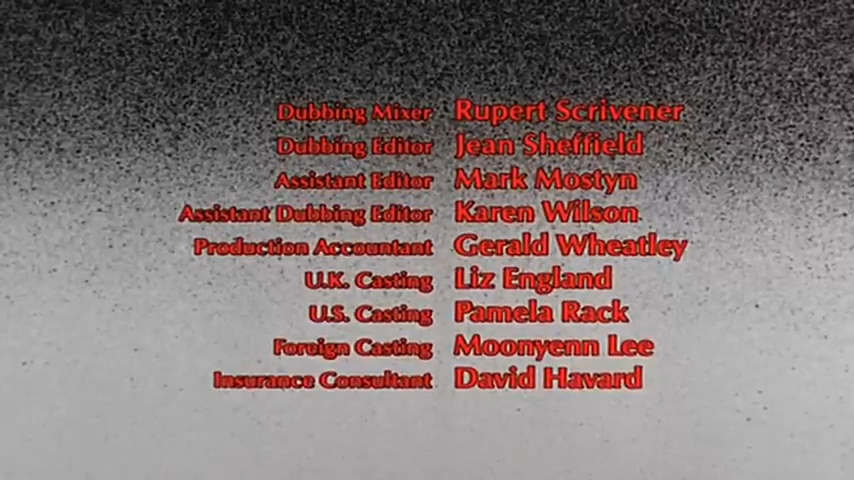 Dubbing Mixer Rupert Scrivener
Dubbing Editor Jean Sheffield
Assistant Editor Mark Mostyn
Assistant Dubbing Editor Karen Wilson
Production Accountant Gerald Wheatley
U.K. Casting Liz England
U.S. Casting Pamela Rack
Foreign Casting Moonyenn Lee
Insurance Consultant David Havard